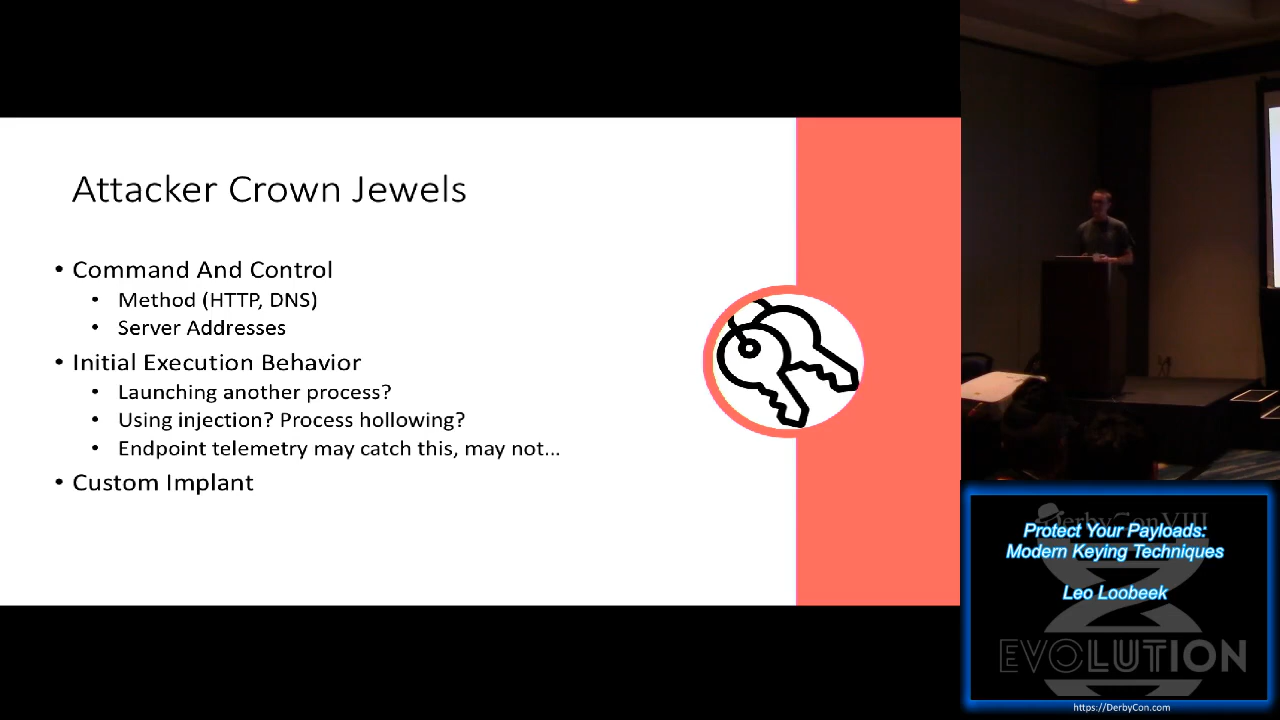 Attacker Crown Jewels
• Command And Control
• Method (HTTP, DNS)
• Server Addresses
• Initial Execution Behavior
• Launching another process?
• Using injection? Process hollowing?
• Endpoint telemetry may catch this, may not...
• Custom Implant
DerbyCon VIII
Protect Your Payloads:
Modern Keying Techniques
Leo Loobeek
EVOLUTION
https://DerbyCon.com